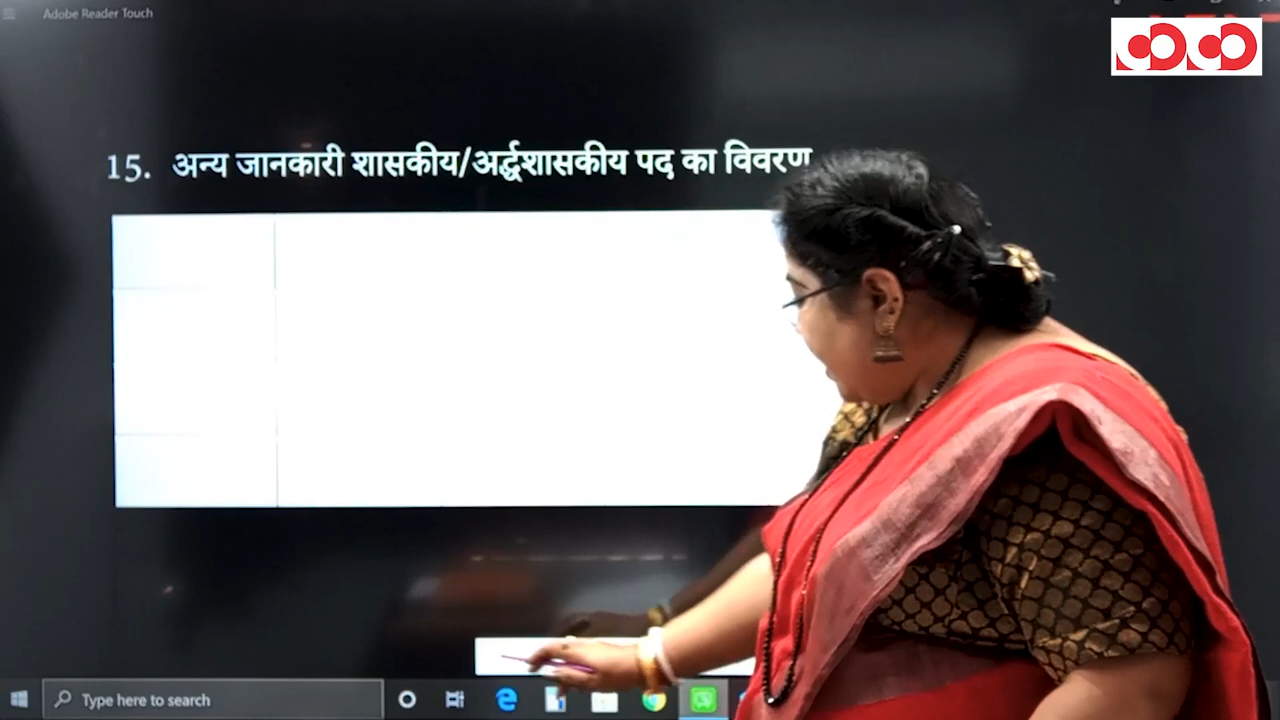 Adobe Reader Touch
15. अन्य जानकारी शासकीय/अर्द्धशासकीय पद का विवरण
Type here to search